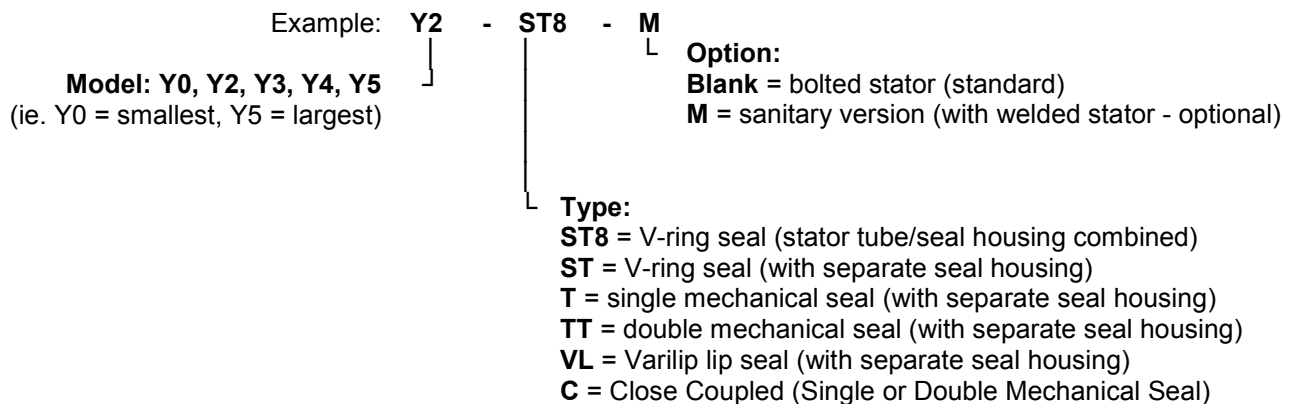 Example: Y2 - ST8 - M
Option:
Model: Y0, Y2, Y3, Y4, Y5
Blank = bolted stator (standard)
(ie. Y0 = smallest, Y5 = largest)
M = sanitary version (with welded stator - optional)
Type:
ST8 = V-ring seal (stator tube/seal housing combined)
ST = V-ring seal (with separate seal housing)
T = single mechanical seal (with separate seal housing)
TT = double mechanical seal (with separate seal housing)
VL = Varilip lip seal (with separate seal housing)
C = Close Coupled (Single or Double Mechanical Seal)